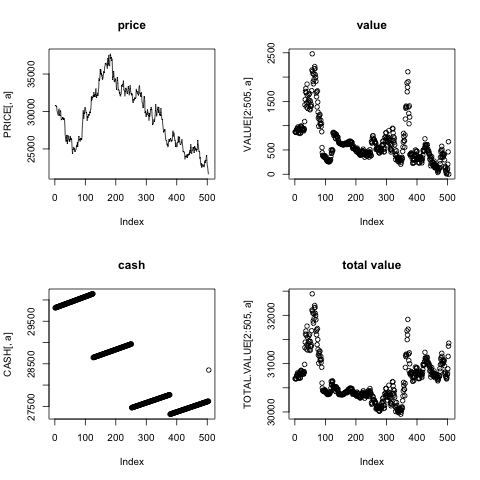 price
PRICE[, a]
35000
30000
25000
0 100 200 300 400 500
Index
value
VALUE[2:505, a]
2500
1500
500
0
0 100 200 300 400 500
Index
cash
CASH[, a]
29500
28500
27500
0 100 200 300 400 500
Index
total value
TOTAL.VALUE[2:505, a]
32000
31000
30000
0 100 200 300 400 500
Index